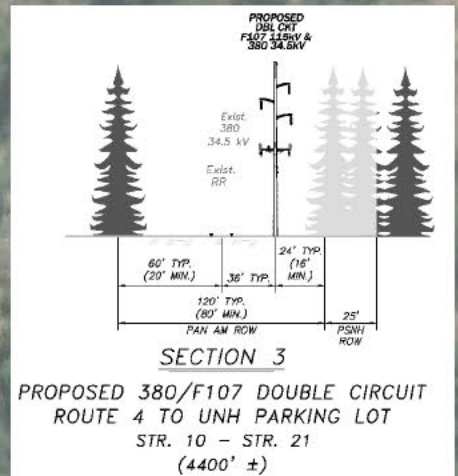 PROPOSED
DBL CKT
F107 115kV &
380 34.5kV
Exist.
380
34.5 kV
Exist.
RR
60' TYP.
(20' MIN.)
36' TYP.
24' TYP.
(16'
MIN.)
120' TYP.
(80' MIN.)
PAN AM ROW
25'
PSNH
ROW
SECTION 3
PROPOSED 380/F107 DOUBLE CIRCUIT
ROUTE 4 TO UNH PARKING LOT
STR. 10 - STR. 21
(4400' ±)